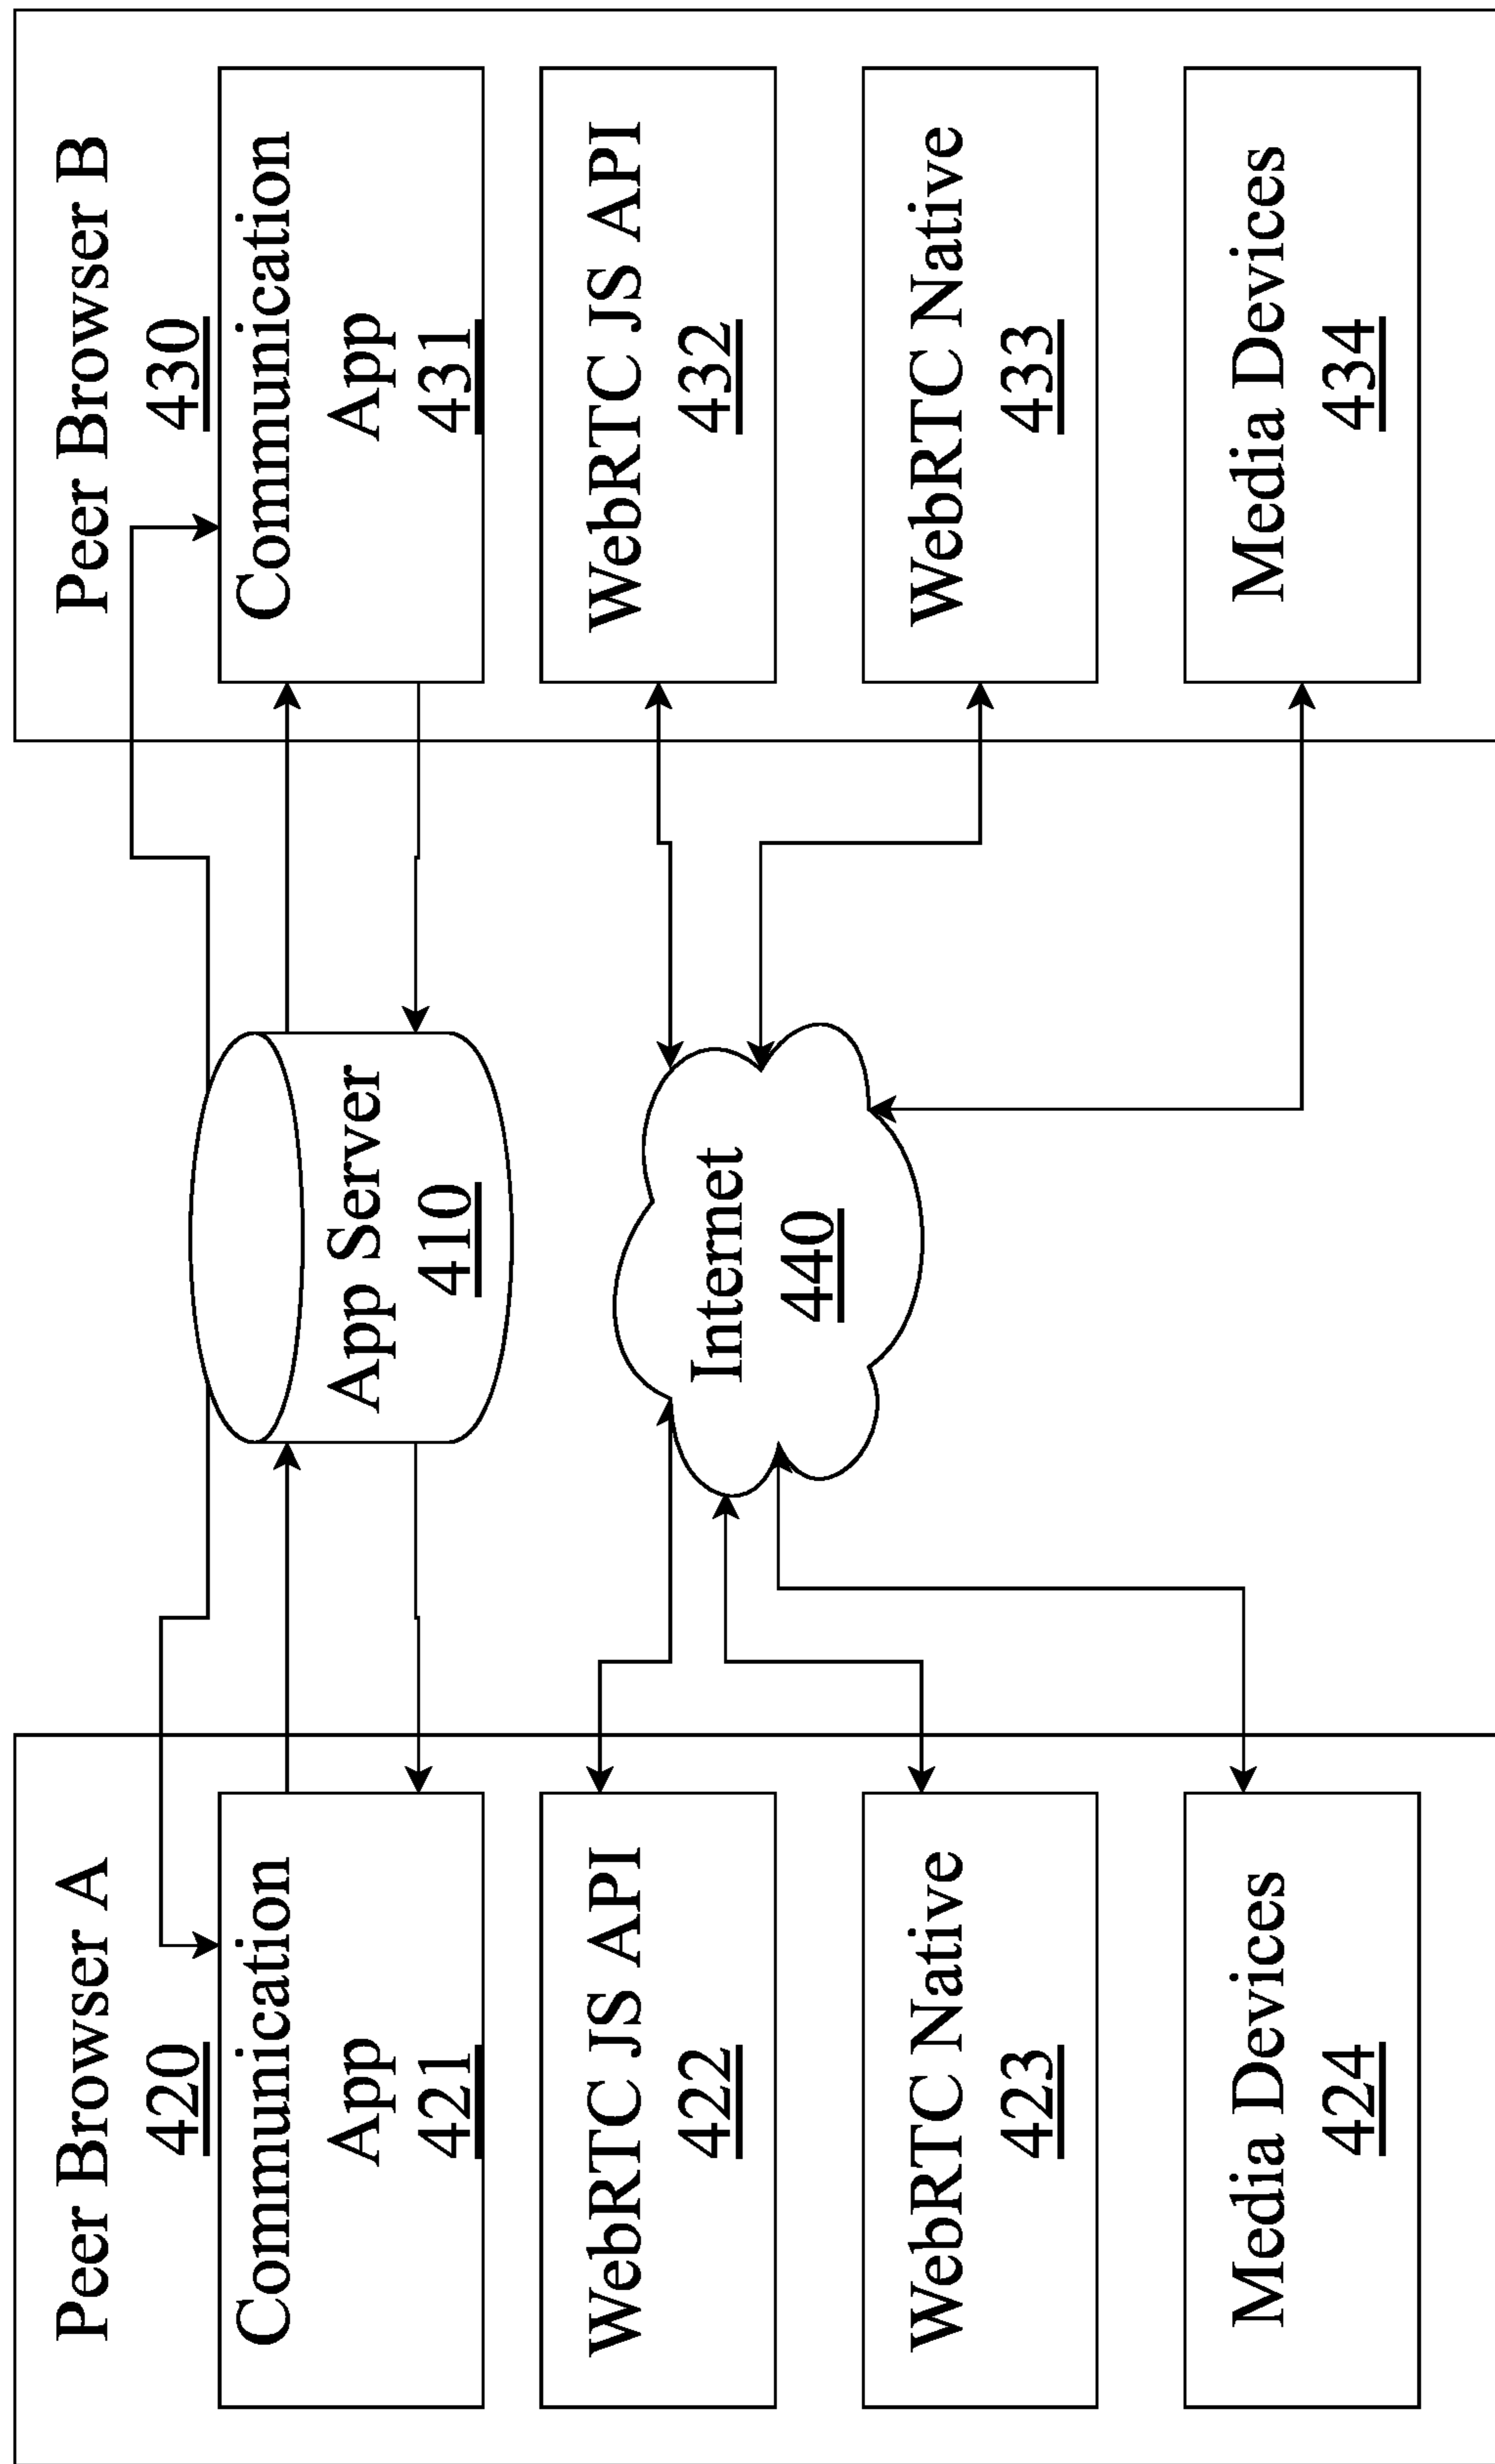 Peer Browser A
420
Communication
App
421
WebRTC JS API
422
WebRTC Native
423
Media Devices
424
App Server
410
Internet
440
Peer Browser B
430
Communication
App
431
WebRTC JS API
432
WebRTC Native
433
Media Devices
434